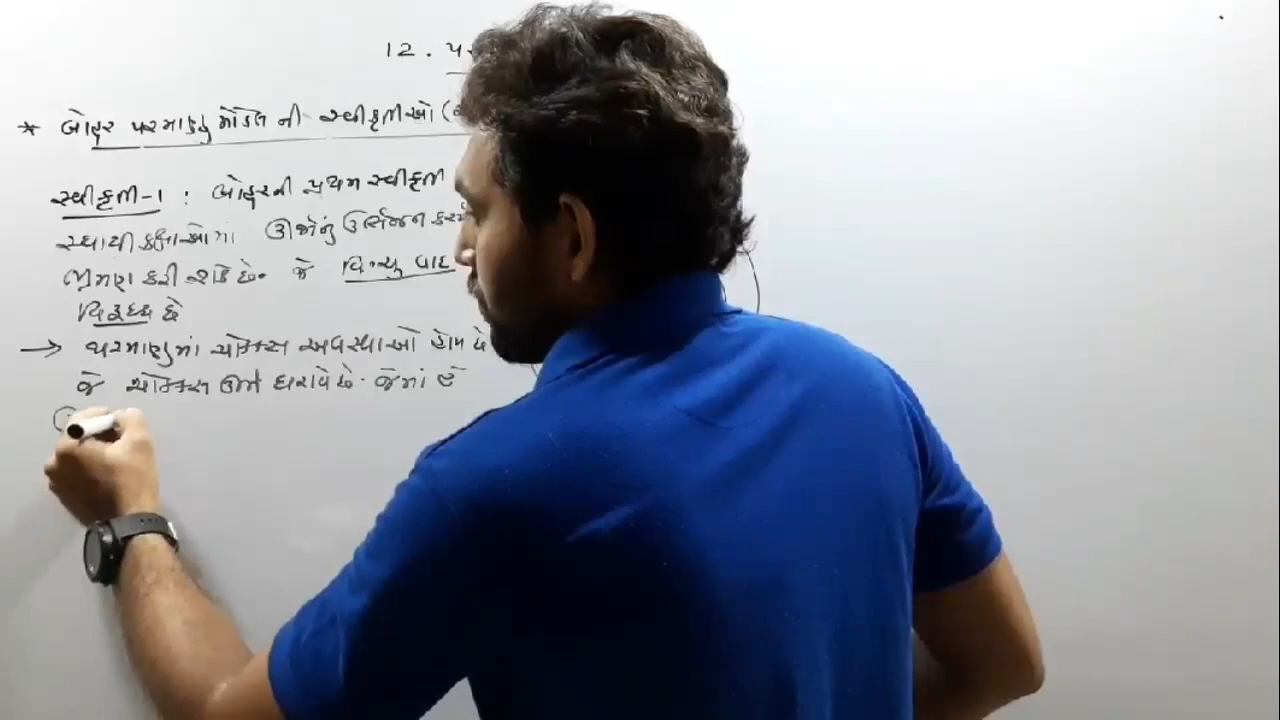 12. પર
* બોહર પરમાણુ મોડેલ ની સ્વીકૃતીઓ (
સ્વીકૃતી-1 : બોહરની પ્રથમ સ્વીકૃતી
સ્થાયી કક્ષાઓમાં ઊર્જાનું ઉત્સર્જન કર્યા
ભ્રમણ કરી શકે છે. જે વિદ્યુ વાદ
વિરૂધ્ધ છે
→ પરમાણુમાં ચોક્કસ અવસ્થાઓ હોય છે
જે ચોક્કસ ઊર્જા ધરાવે છે. જેમાં ઈ